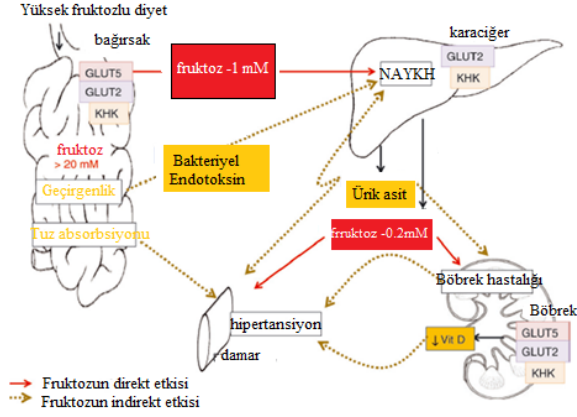 Yüksek fruktozlu diyet
bağırsak
GLUT5
GLUT2
KHK
fruktoz -1 mM
karaciğer
NAYKH
GLUT2
KHK
fruktoz
> 20 mM
Geçirgenlik
Bakteriyel
Endotoksin
Tuz absorbsiyonu
Ürik asit
frruktoz -0.2mM
Böbrek hastalığı
Böbrek
hipertansiyon
damar
↓ Vit D
GLUT5
GLUT2
KHK
Fruktozun direkt etkisi
Fruktozun indirekt etkisi